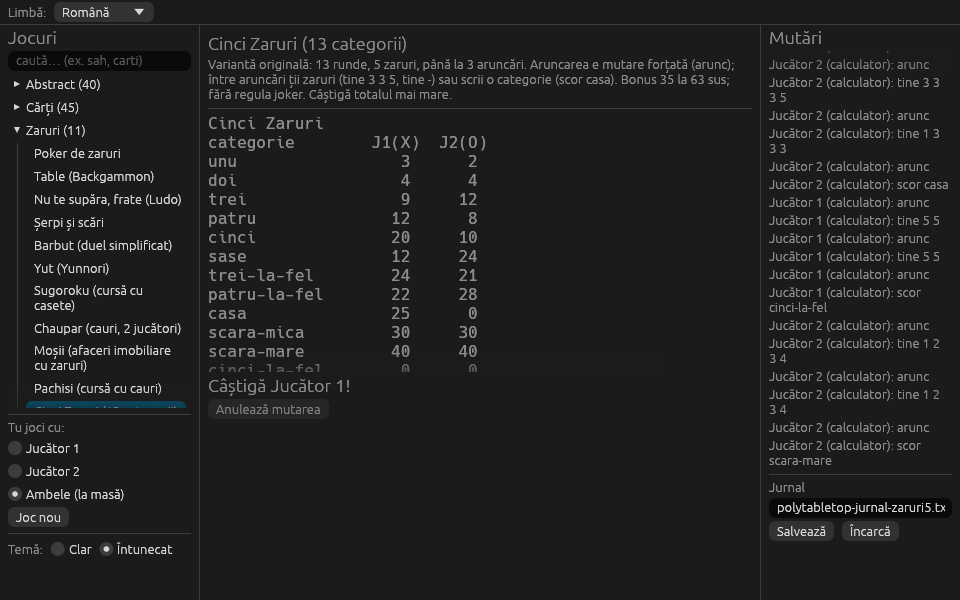 Limbă: Română
Jocuri
caută... (ex. sah, carti)
Abstract (40)
Cărți (45)
Zaruri (11)
Poker de zaruri
Table (Backgammon)
Nu te supăra, frate (Ludo)
Șerpi și scări
Barbut (duel simplificat)
Yut (Yunnori)
Sugoroku (cursă cu
casete)
Chaupar (cauri, 2 jucători)
Moșii (afaceri imobiliare
cu zaruri)
Pachisi (cursă cu cauri)
Tu joci cu:
Jucător 1
Jucător 2
Ambele (la masă)
Joc nou
Temă: Clar Întunecat
Cinci Zaruri (13 categorii)
Variantă originală: 13 runde, 5 zaruri, până la 3 aruncări. Aruncarea e mutare forțată (arunc);
între aruncări ții zaruri (tine 3 3 5, tine -) sau scrii o categorie (scor casa). Bonus 35 la 63 sus;
fără regula joker. Câștigă totalul mai mare.
Cinci Zaruri
categorie J1(X) J2(O)
unu 3 2
doi 4 4
trei 9 12
patru 12 8
cinci 20 10
sase 12 24
trei-la-fel 24 21
patru-la-fel 22 28
casa 25 0
scara-mica 30 30
scara-mare 40 40
cinci-la-fel 0 0
Câștigă Jucător 1!
Anulează mutarea
Mutări
Jucător 2 (calculator): arunc
Jucător 2 (calculator): tine 3 3
3 5
Jucător 2 (calculator): arunc
Jucător 2 (calculator): tine 1 3
3 3
Jucător 2 (calculator): arunc
Jucător 2 (calculator): scor casa
Jucător 1 (calculator): arunc
Jucător 1 (calculator): tine 5 5
Jucător 1 (calculator): arunc
Jucător 1 (calculator): tine 5 5
Jucător 1 (calculator): arunc
Jucător 1 (calculator): scor
cinci-la-fel
Jucător 2 (calculator): arunc
Jucător 2 (calculator): tine 1 2
3 4
Jucător 2 (calculator): arunc
Jucător 2 (calculator): tine 1 2
3 4
Jucător 2 (calculator): arunc
Jucător 2 (calculator): scor
scara-mare
Jurnal
polytabletop-jurnal-zaruri5.tx
Salvează Încarcă